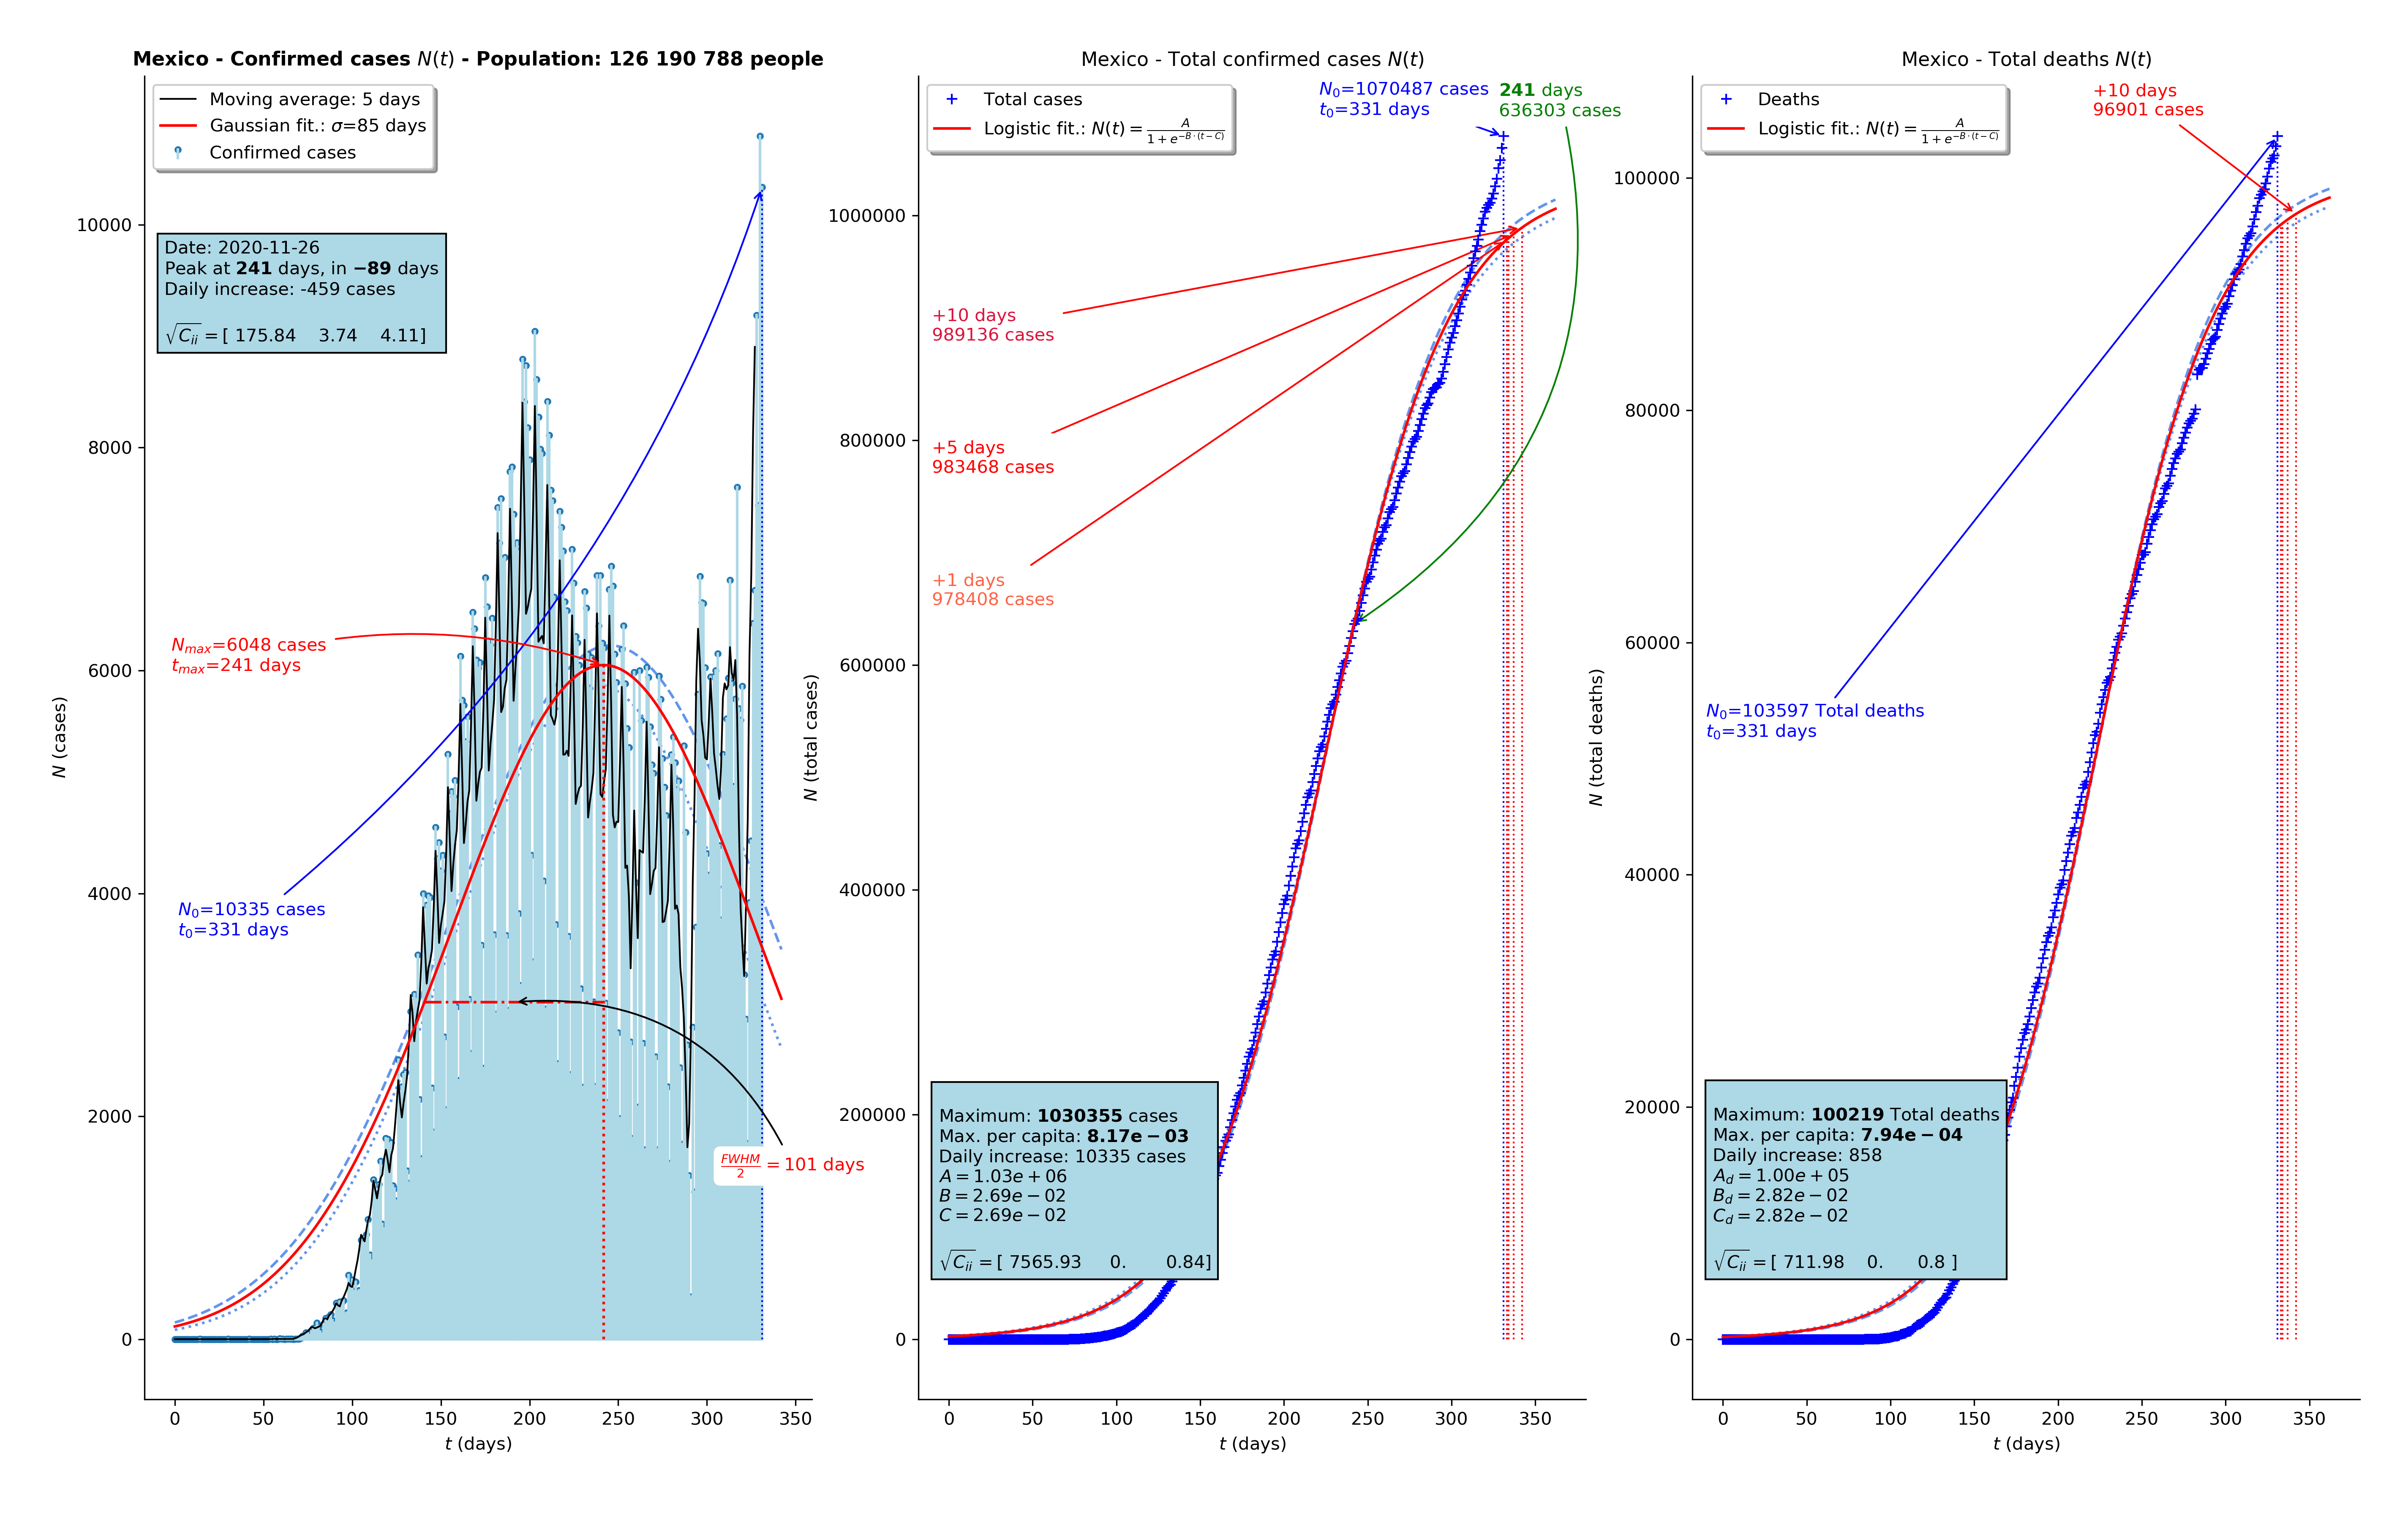 Mexico - Confirmed cases N(t) - Population: 126 190 788 people
Moving average: 5 days
Gaussian fit.: σ=85 days
Confirmed cases
Date: 2020-11-26
Peak at 241 days, in −89 days
Daily increase: -459 cases
√C_ii = [ 175.84 3.74 4.11]
N_max=6048 cases
t_max=241 days
N_0=10335 cases
t_0=331 days
FWHM/2 = 101 days
10000
8000
6000
4000
2000
0
N (cases)
0 50 100 150 200 250 300 350
t (days)
Mexico - Total confirmed cases N(t)
Total cases
Logistic fit.: N(t) = A/(1 + e^{−B·(t−C)})
N_0=1070487 cases
t_0=331 days
241 days
636303 cases
+10 days
989136 cases
+5 days
983468 cases
+1 days
978408 cases
Maximum: 1030355 cases
Max. per capita: 8.17e − 03
Daily increase: 10335 cases
A = 1.03e + 06
B = 2.69e − 02
C = 2.69e − 02
√C_ii = [ 7565.93 0. 0.84]
1000000
800000
600000
400000
200000
0
N (total cases)
0 50 100 150 200 250 300 350
t (days)
Mexico - Total deaths N(t)
Deaths
Logistic fit.: N(t) = A/(1 + e^{−B·(t−C)})
+10 days
96901 cases
N_0=103597 Total deaths
t_0=331 days
Maximum: 100219 Total deaths
Max. per capita: 7.94e − 04
Daily increase: 858
A_d = 1.00e + 05
B_d = 2.82e − 02
C_d = 2.82e − 02
√C_ii = [ 711.98 0. 0.8 ]
100000
80000
60000
40000
20000
0
N (total deaths)
0 50 100 150 200 250 300 350
t (days)